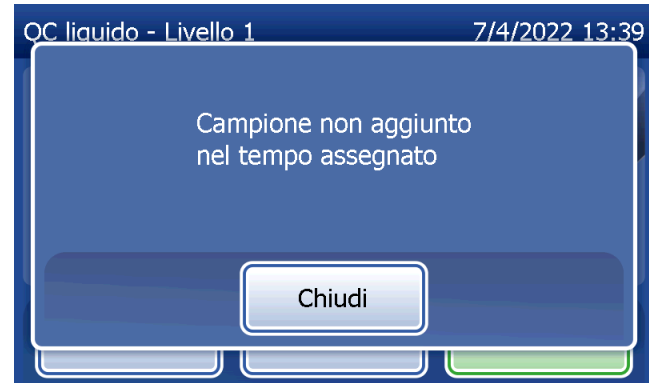 QC liquido - Livello 1 7/4/2022 13:39
Campione non aggiunto
nel tempo assegnato
Chiudi